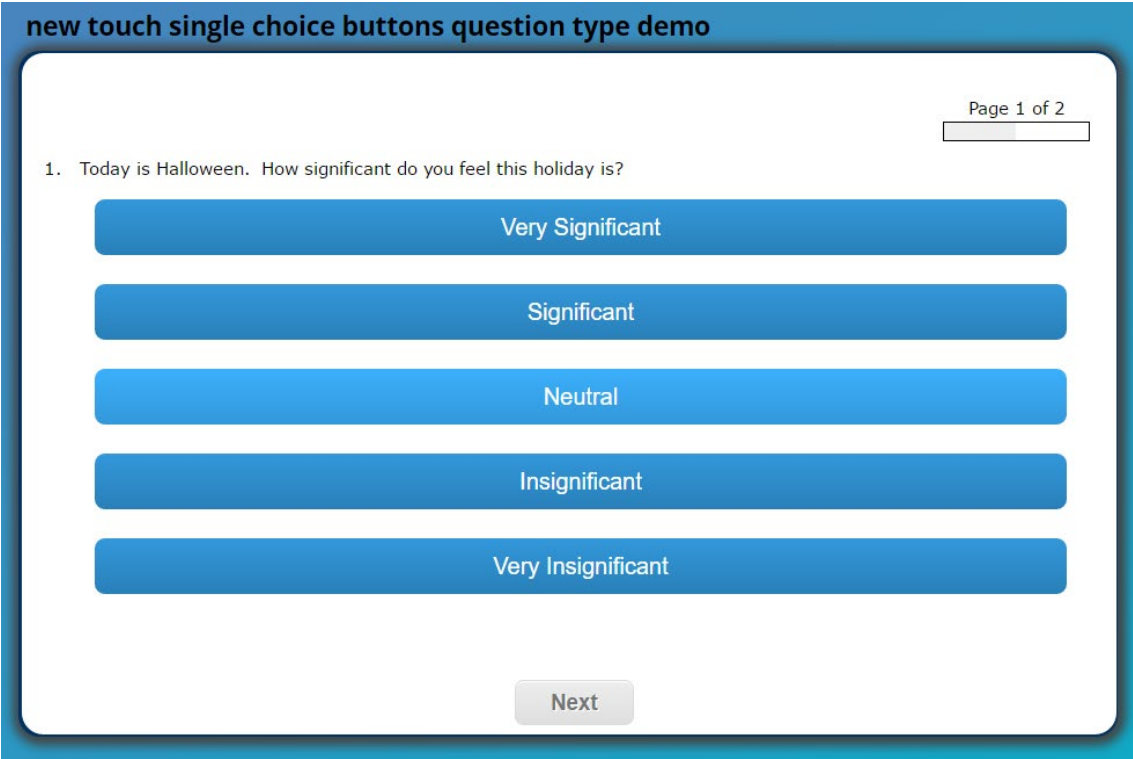 new touch single choice buttons question type demo
Page 1 of 2
1. Today is Halloween. How significant do you feel this holiday is?
Very Significant
Significant
Neutral
Insignificant
Very Insignificant
Next